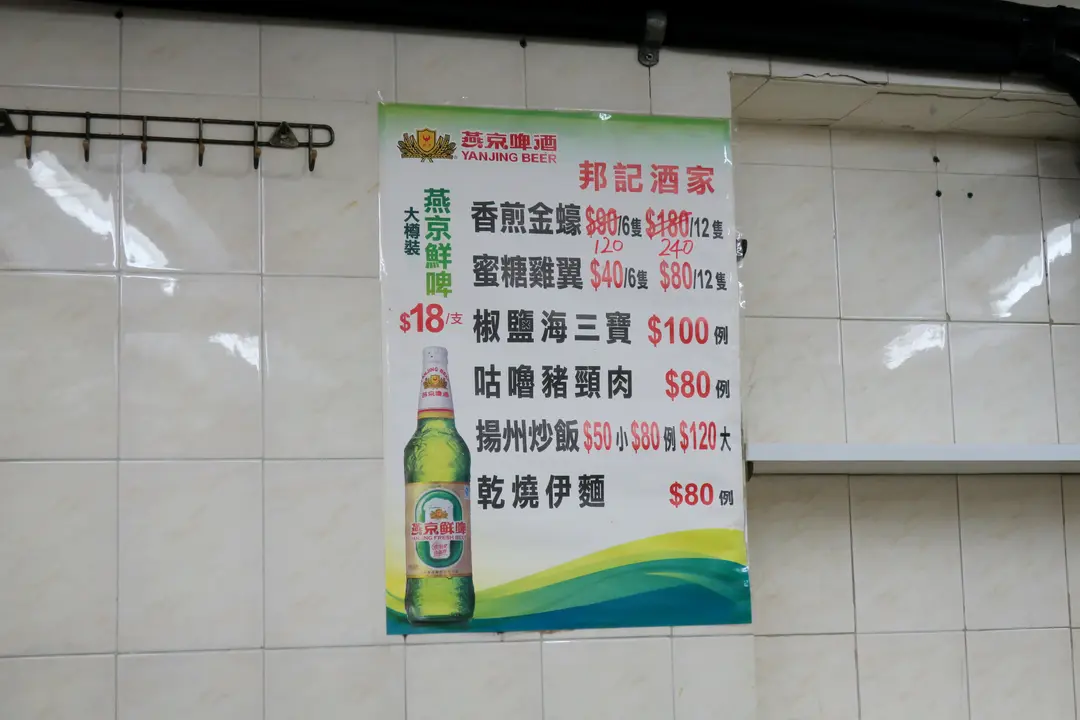 燕京啤酒
YANJING BEER
邦記酒家
燕京鮮啤
大樽裝
$18/支
香煎金蠔 $90/6隻 $180/12隻
120 240
蜜糖雞翼 $40/6隻 $80/12隻
椒鹽海三寶 $100例
咕嚕豬頸肉 $80例
揚州炒飯 $50小 $80例 $120大
乾燒伊麵 $80例
燕京鮮啤
YANJING FRESH BEER